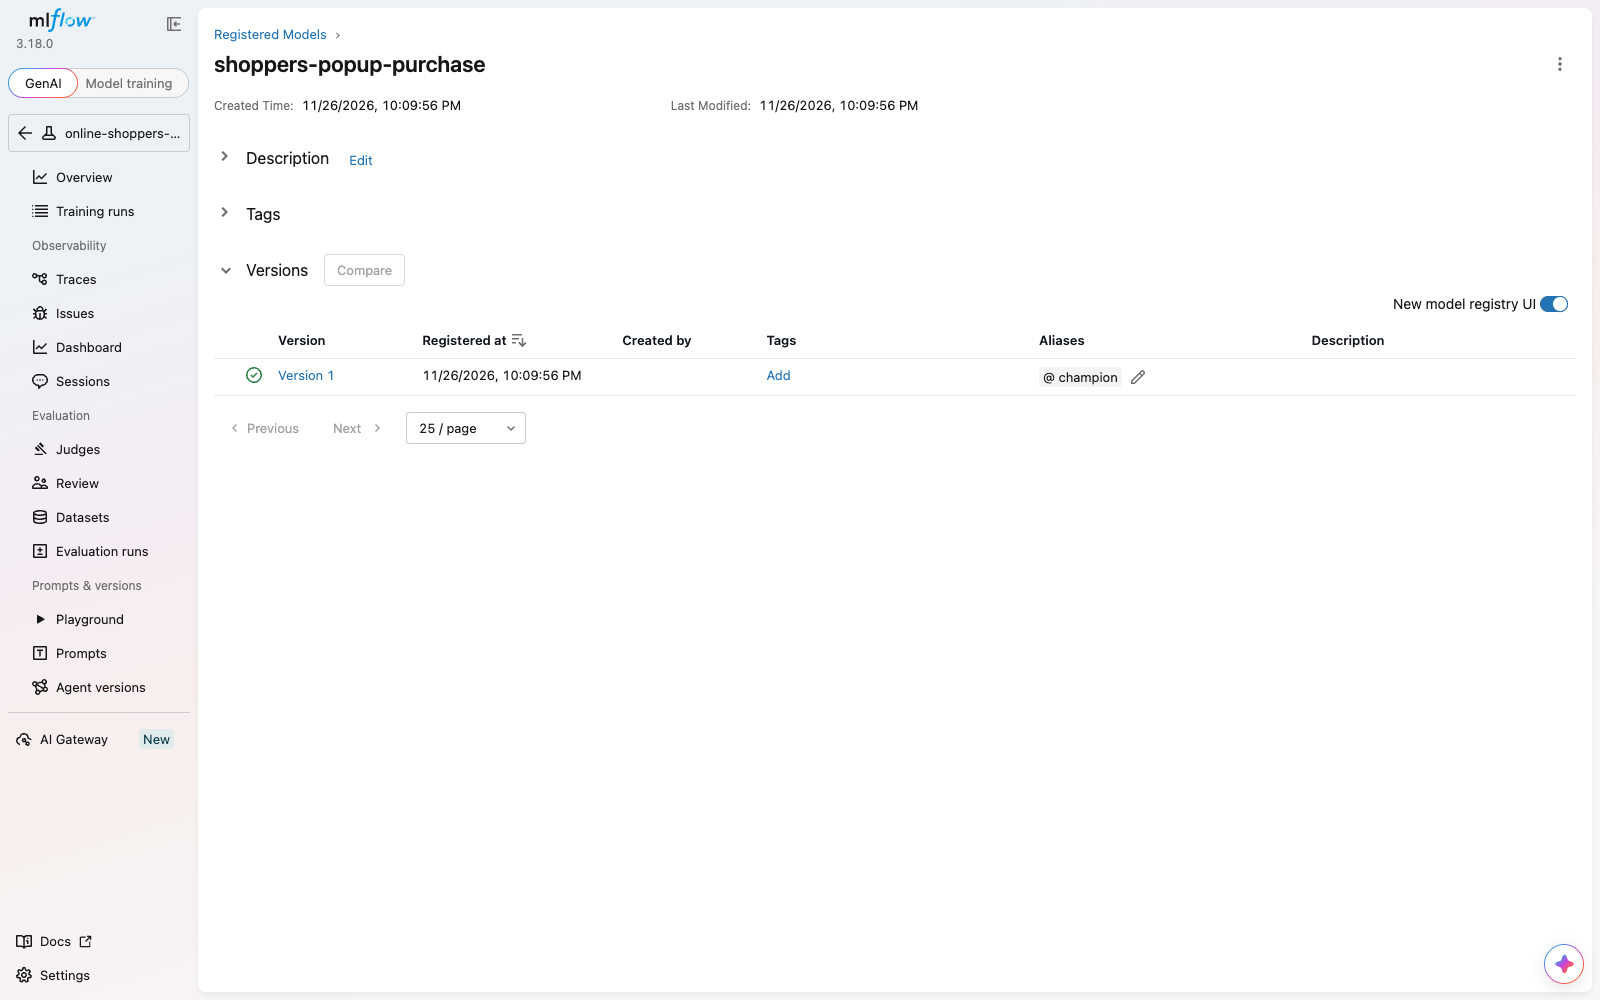 mlflow
3.18.0
GenAI
Model training
online-shoppers-...
Overview
Training runs
Observability
Traces
Issues
Dashboard
Sessions
Evaluation
Judges
Review
Datasets
Evaluation runs
Prompts & versions
Playground
Prompts
Agent versions
AI Gateway New
Docs
Settings
Registered Models
shoppers-popup-purchase
Created Time: 11/26/2026, 10:09:56 PM
Last Modified: 11/26/2026, 10:09:56 PM
Description Edit
Tags
Versions Compare
New model registry UI
Version Registered at Created by Tags Aliases Description
Version 1 11/26/2026, 10:09:56 PM Add @ champion
Previous Next 25 / page